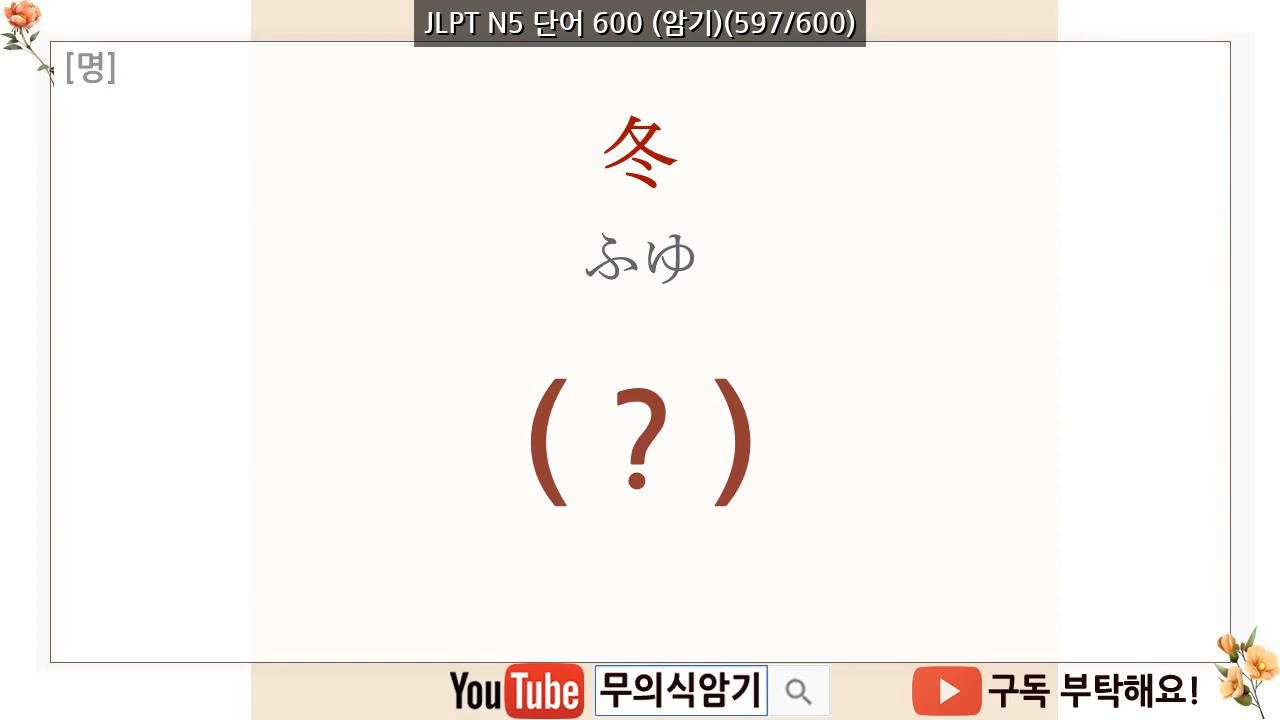 JLPT N5 단어 600 (암기)(597/600)
[명]
冬
ふゆ
( ? )
YouTube 무의식암기 구독 부탁해요!